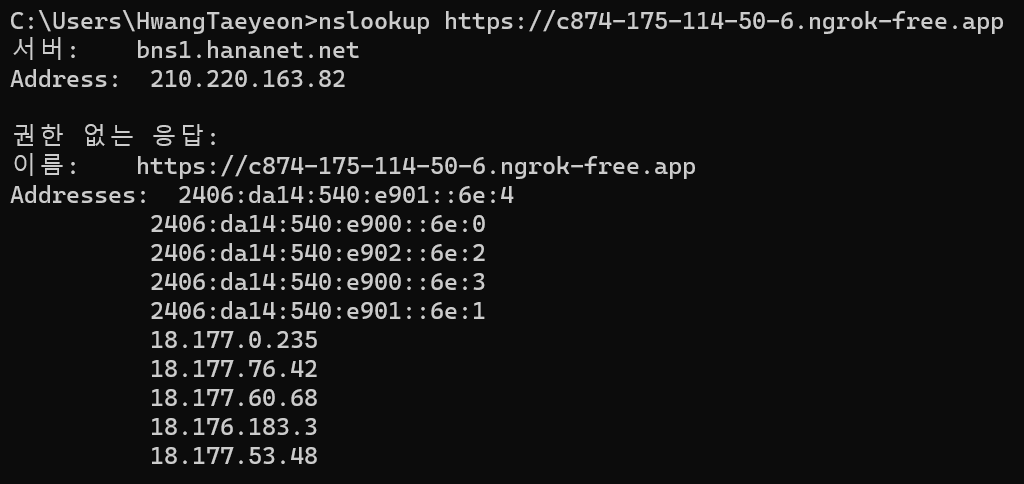 C:\Users\HwangTaeyeon>nslookup https://c874-175-114-50-6.ngrok-free.app
서버:    bns1.hananet.net
Address:  210.220.163.82

권한 없는 응답:
이름:    https://c874-175-114-50-6.ngrok-free.app
Addresses:  2406:da14:540:e901::6e:4
          2406:da14:540:e900::6e:0
          2406:da14:540:e902::6e:2
          2406:da14:540:e900::6e:3
          2406:da14:540:e901::6e:1
          18.177.0.235
          18.177.76.42
          18.177.60.68
          18.176.183.3
          18.177.53.48